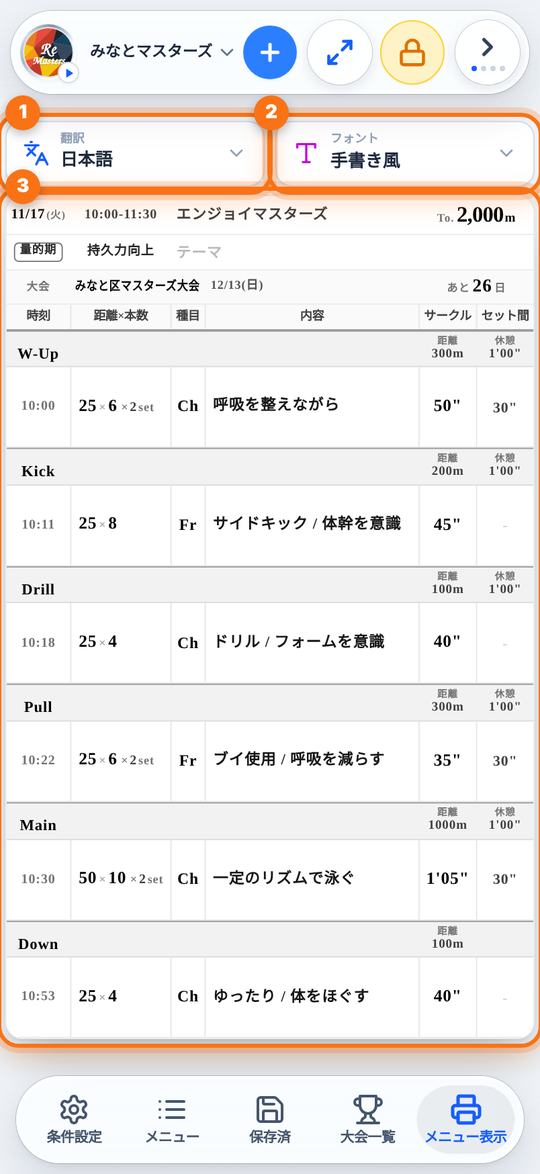 Re Masters
みなとマスターズ
1
2
翻訳
日本語
フォント
手書き風
3
11/17(火) 10:00-11:30 エンジョイマスターズ To. 2,000m
量的期 持久力向上 テーマ
大会 みなと区マスターズ大会 12/13(日) あと 26 日
時刻 距離×本数 種目 内容 サークル セット間
W-Up 距離 300m 休憩 1'00"
10:00 25×6 ×2set Ch 呼吸を整えながら 50" 30"
Kick 距離 200m 休憩 1'00"
10:11 25×8 Fr サイドキック / 体幹を意識 45" -
Drill 距離 100m 休憩 1'00"
10:18 25×4 Ch ドリル / フォームを意識 40" -
Pull 距離 300m 休憩 1'00"
10:22 25×6 ×2set Fr ブイ使用 / 呼吸を減らす 35" 30"
Main 距離 1000m 休憩 1'00"
10:30 50×10 ×2set Ch 一定のリズムで泳ぐ 1'05" 30"
Down 距離 100m
10:53 25×4 Ch ゆったり / 体をほぐす 40" -
条件設定 メニュー 保存済 大会一覧 メニュー表示